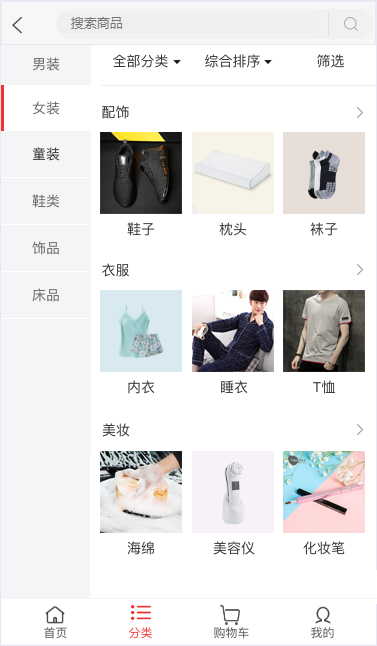 搜索商品
男装
女装
童装
鞋类
饰品
床品
全部分类 综合排序 筛选
配饰
鞋子 枕头 袜子
衣服
内衣 睡衣 T恤
美妆
海绵 美容仪 化妆笔
首页 分类 购物车 我的